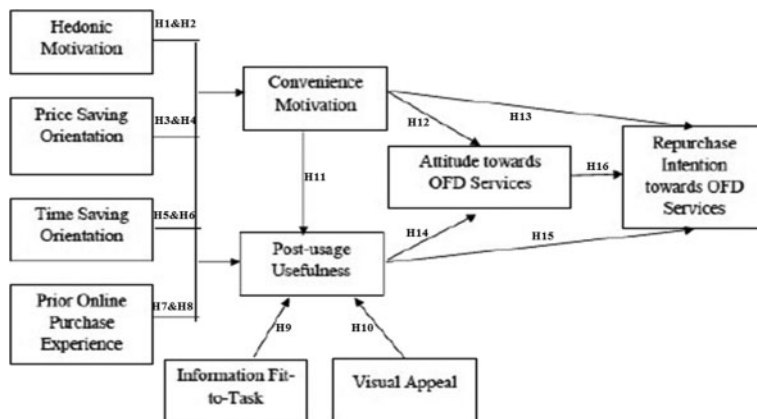 Hedonic
Motivation
H1&H2
Price Saving
Orientation
H3&H4
Time Saving
Orientation
H5&H6
Prior Online
Purchase
Experience
H7&H8
Convenience
Motivation
H11
Post-usage
Usefulness
H9
H10
Information Fit-
to-Task
Visual Appeal
H12
H13
Attitude towards
OFD Services
H14
H15
H16
Repurchase
Intention
towards OFD
Services